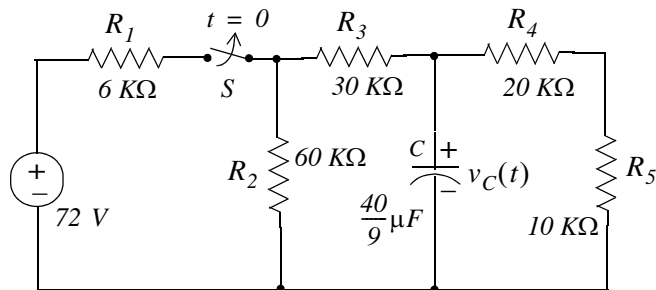 t = 0
R1
R3
R4
6 KΩ
S
30 KΩ
20 KΩ
+
−
72 V
R2
60 KΩ
C
+
−
vC(t)
40/9 μF
R5
10 KΩ